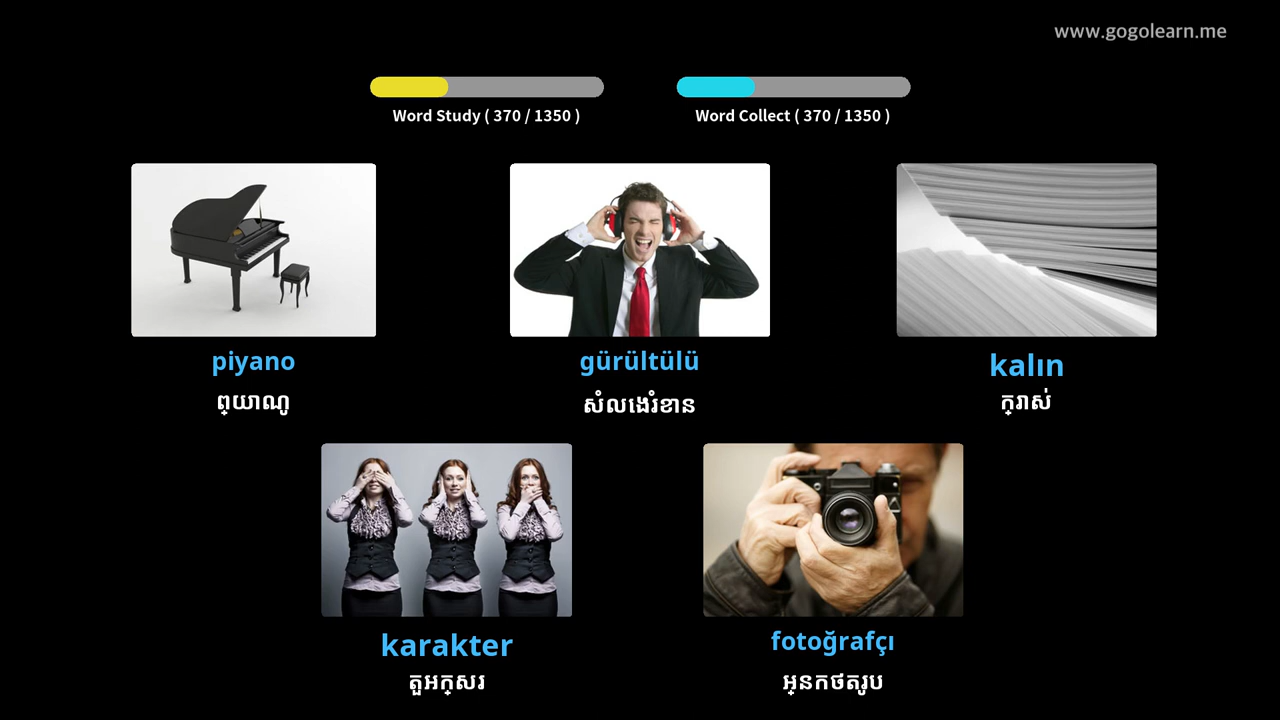 www.gogolearn.me
Word Study ( 370 / 1350 )
Word Collect ( 370 / 1350 )
piyano
gürültülü
kalın
ព្យាណូ
សំលេងរំខាន
ក្រាស់
karakter
fotoğrafçı
តួអក្សរ
អ្នកថតរូប